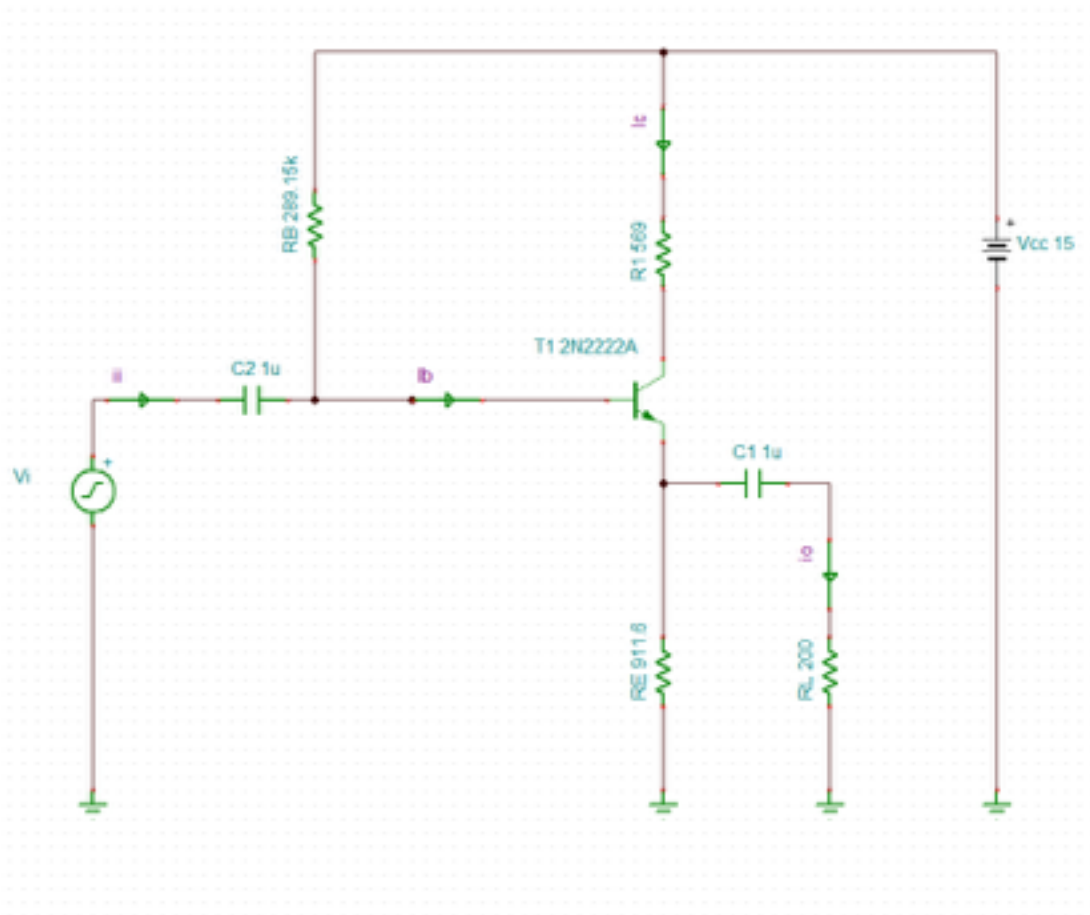 Ic
RB 289.15k
R1 569
Vcc 15
T1 2N2222A
C2 1u
ii
Ib
Vi
C1 1u
io
RE 911.6
RL 200